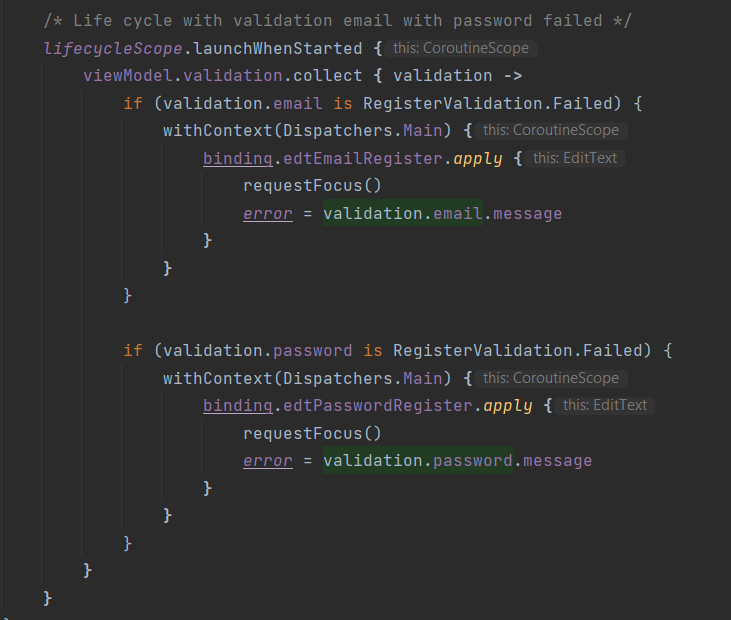 /* Life cycle with validation email with password failed */
lifecycleScope.launchWhenStarted { this: CoroutineScope
viewModel.validation.collect { validation ->
if (validation.email is RegisterValidation.Failed) {
withContext(Dispatchers.Main) { this: CoroutineScope
binding.edtEmailRegister.apply { this: EditText
requestFocus()
error = validation.email.message
}
}
}
if (validation.password is RegisterValidation.Failed) {
withContext(Dispatchers.Main) { this: CoroutineScope
binding.edtPasswordRegister.apply { this: EditText
requestFocus()
error = validation.password.message
}
}
}
}
}